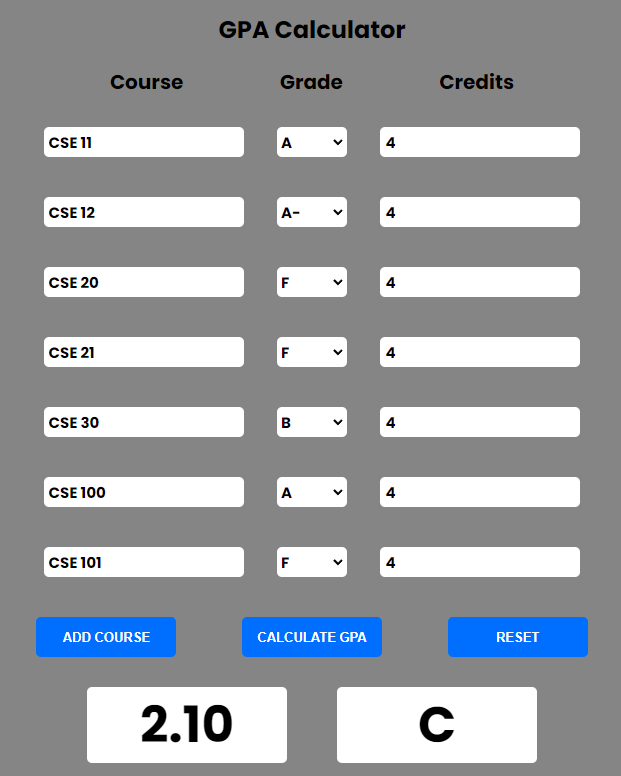 GPA Calculator
Course Grade Credits
CSE 11 A 4
CSE 12 A- 4
CSE 20 F 4
CSE 21 F 4
CSE 30 B 4
CSE 100 A 4
CSE 101 F 4
ADD COURSE CALCULATE GPA RESET
2.10 C